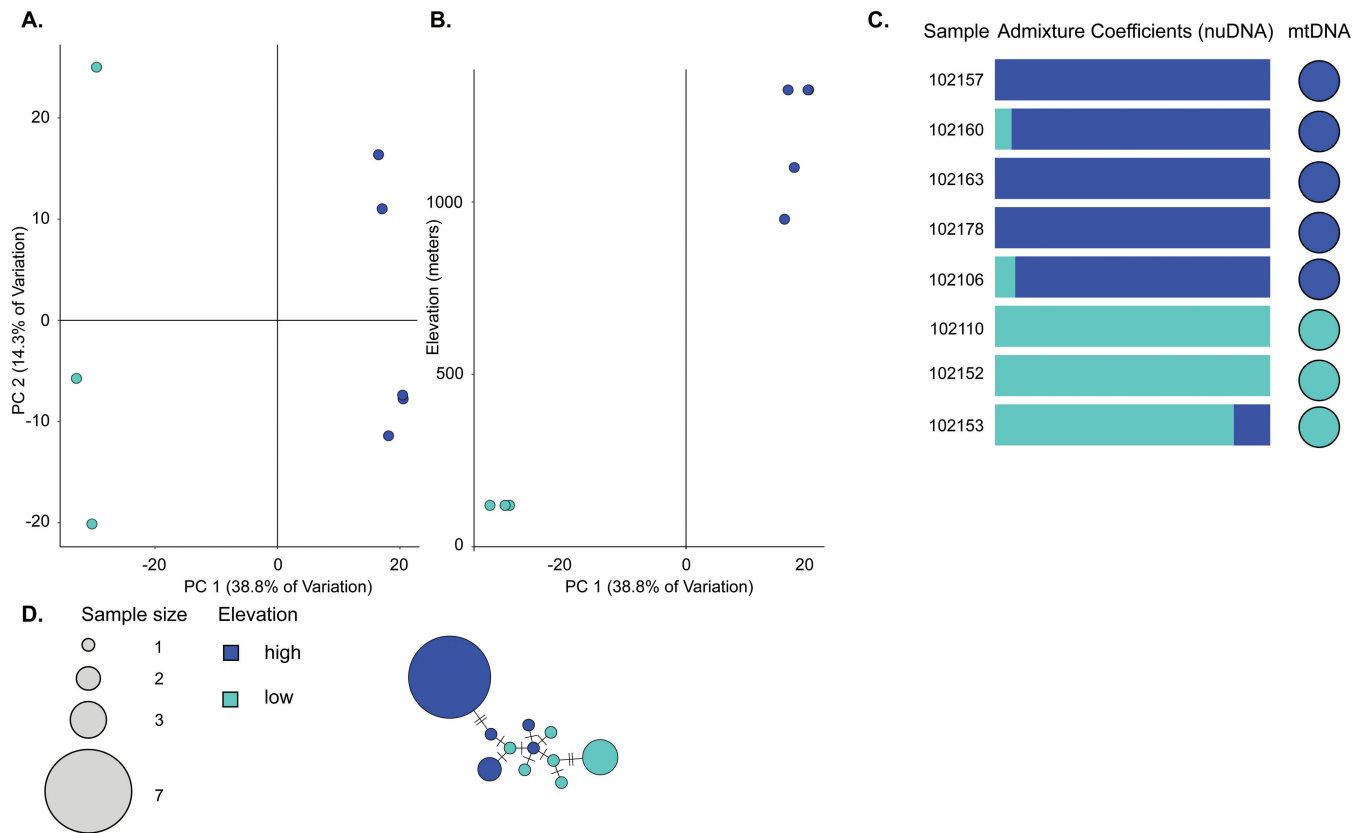 A.
PC 2 (14.3% of Variation)
20
10
0
-10
-20
-20
0
20
PC 1 (38.8% of Variation)
B.
Elevation (meters)
1000
500
0
-20
0
20
PC 1 (38.8% of Variation)
C.
Sample Admixture Coefficients (nuDNA) mtDNA
102157
102160
102163
102178
102106
102110
102152
102153
D.
Sample size
1
2
3
7
Elevation
high
low